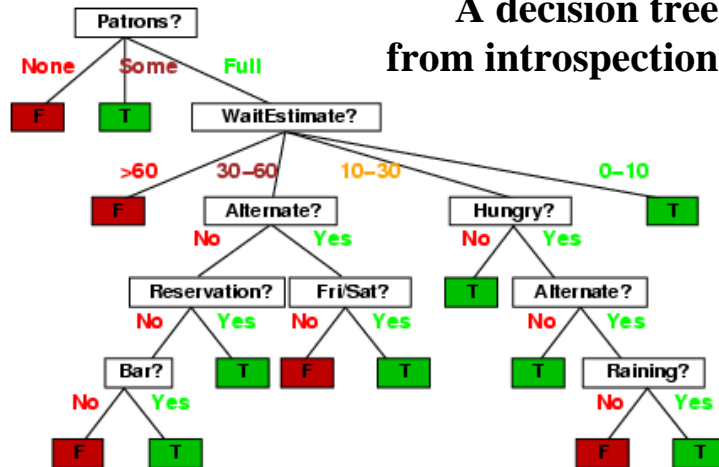 A decision tree
from introspection
Patrons?
None Some Full
F T WaitEstimate?
>60 30–60 10–30 0–10
F Alternate? Hungry? T
No Yes No Yes
Reservation? Fri/Sat? T Alternate?
No Yes No Yes No Yes
Bar? T F T T Raining?
No Yes No Yes
F T F T